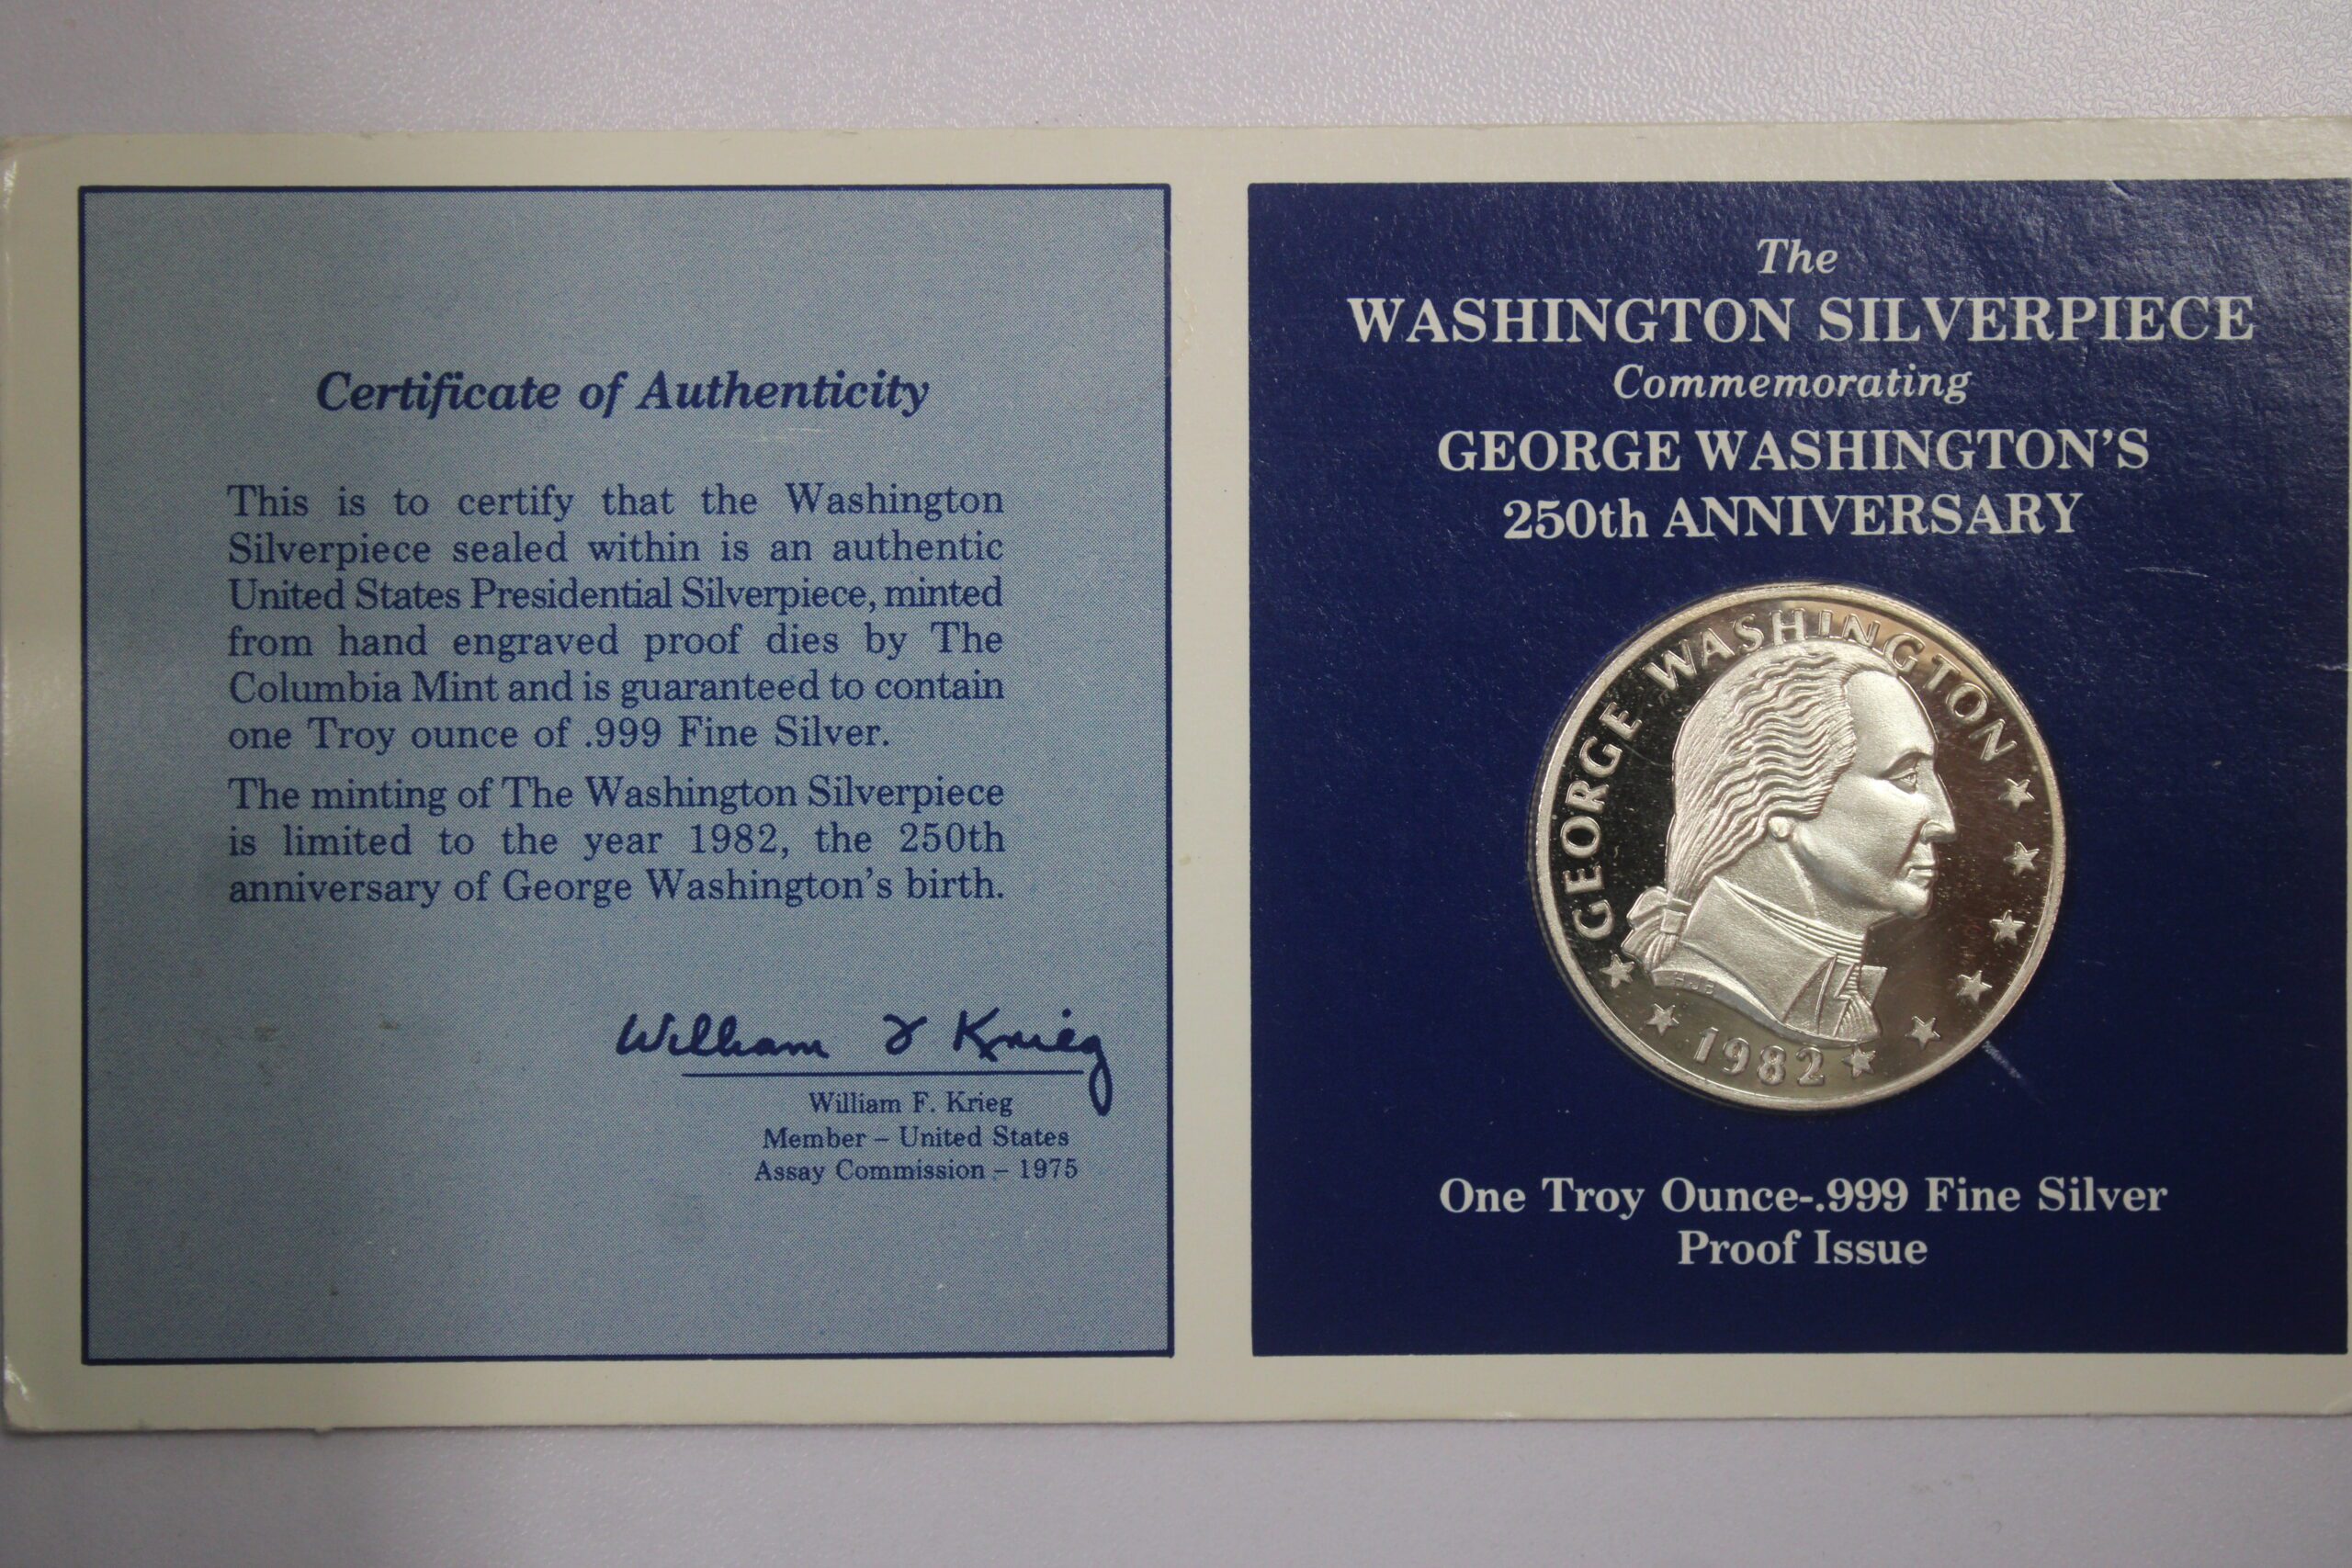 Certificate of Authenticity
This is to certify that the Washington
Silverpiece sealed within is an authentic
United States Presidential Silverpiece, minted
from hand engraved proof dies by The
Columbia Mint and is guaranteed to contain
one Troy ounce of .999 Fine Silver.
The minting of The Washington Silverpiece
is limited to the year 1982, the 250th
anniversary of George Washington's birth.
William F Krieg
William F. Krieg
Member – United States
Assay Commission – 1975
The
WASHINGTON SILVERPIECE
Commemorating
GEORGE WASHINGTON'S
250th ANNIVERSARY
GEORGE WASHINGTON
1982
One Troy Ounce-.999 Fine Silver
Proof Issue